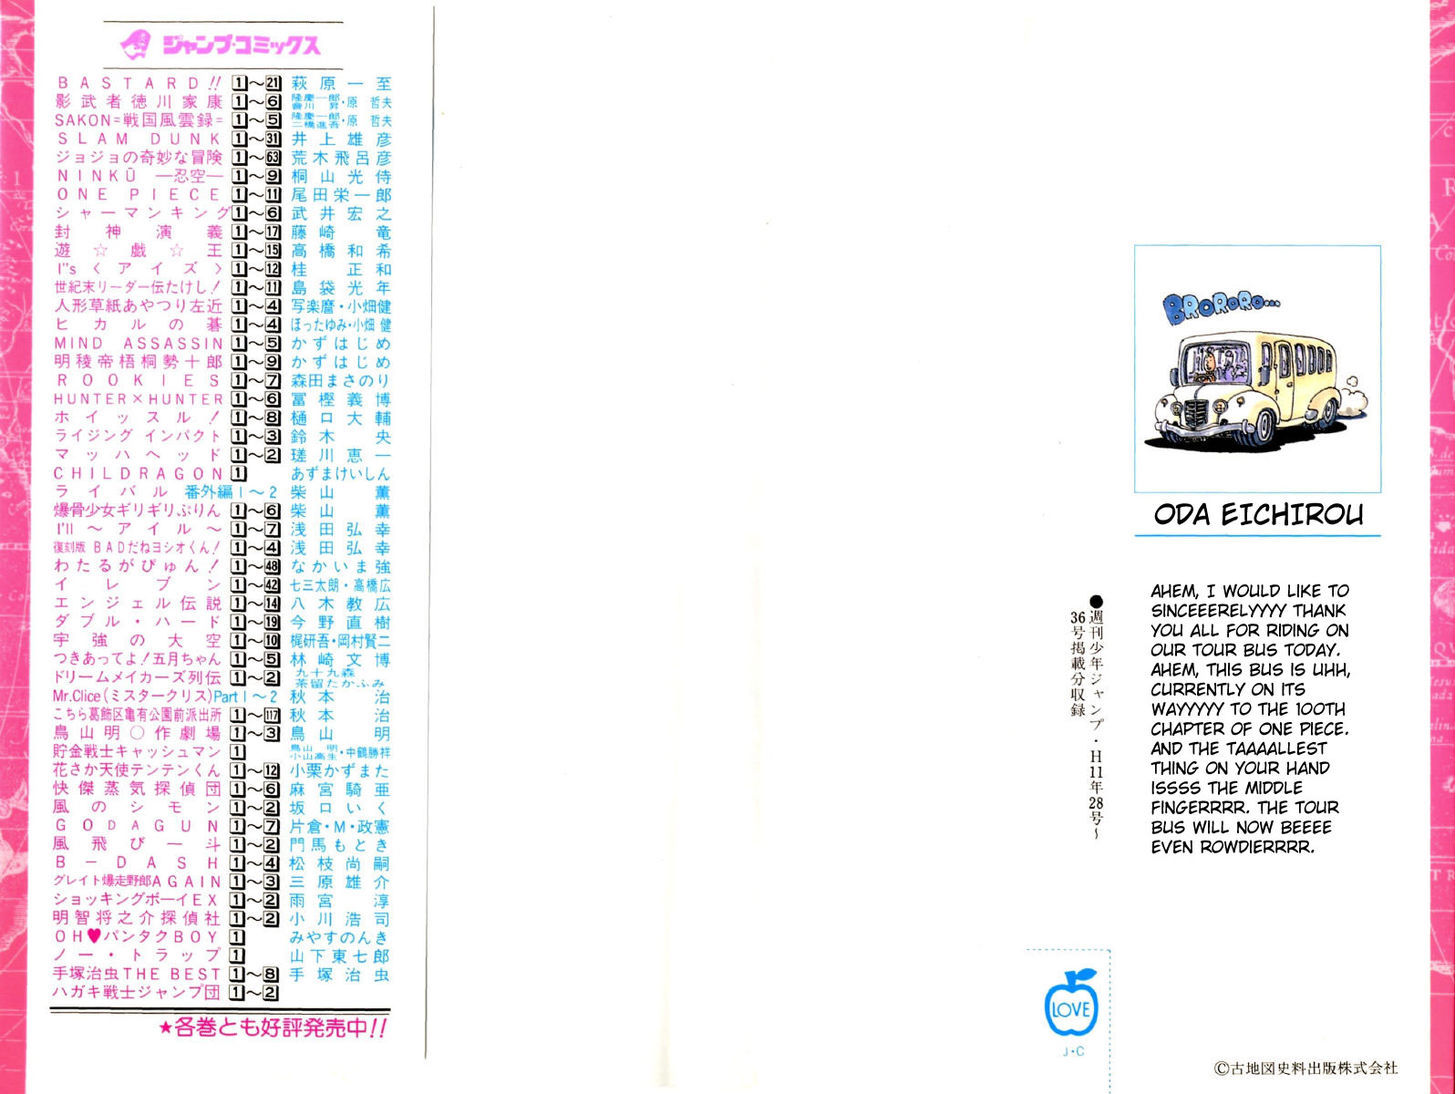 ジャンプ・コミックス
BASTARD!! 1～21 萩原一至
影武者徳川家康 1～6 隆慶一郎 會川昇・原哲夫
SAKON=戦国風雲録= 1～5 隆慶一郎 二橋進吾・原哲夫
SLAM DUNK 1～31 井上雄彦
ジョジョの奇妙な冒険 1～63 荒木飛呂彦
NINKŪ —忍空— 1～9 桐山光侍
ONE PIECE 1～11 尾田栄一郎
シャーマンキング 1～6 武井宏之
封神演義 1～17 藤崎竜
遊☆戯☆王 1～15 高橋和希
I"s〈アイズ〉 1～12 桂正和
世紀末リーダー伝たけし! 1～11 島袋光年
人形草紙あやつり左近 1～4 写楽麿・小畑健
ヒカルの碁 1～4 ほったゆみ・小畑健
MIND ASSASSIN 1～5 かずはじめ
明稜帝梧桐勢十郎 1～9 かずはじめ
ROOKIES 1～7 森田まさのり
HUNTER×HUNTER 1～6 冨樫義博
ホイッスル! 1～8 樋口大輔
ライジング インパクト 1～3 鈴木央
マッハヘッド 1～2 瑳川恵一
CHILDRAGON 1 あずまけいしん
ライバル 番外編1～2 柴山薫
爆骨少女ギリギリぷりん 1～6 柴山薫
I'll ～アイル～ 1～7 浅田弘幸
復刻版 BADだねヨシオくん! 1～4 浅田弘幸
わたるがぴゅん! 1～48 なかいま強
イレブン 1～42 七三太朗・高橋広
エンジェル伝説 1～14 八木教広
ダブル・ハード 1～19 今野直樹
宇強の大空 1～10 梶研吾・岡村賢二
つきあってよ!五月ちゃん 1～5 林崎文博
ドリームメイカーズ列伝 1～2 九十九森 茶留たかふみ
Mr.Clice(ミスタークリス)Part 1～2 秋本治
こちら葛飾区亀有公園前派出所 1～117 秋本治
鳥山明〇作劇場 1～3 鳥山明
貯金戦士キャッシュマン 1 鳥山明 小山高生・中鶴勝祥
花さか天使テンテンくん 1～12 小栗かずまた
快傑蒸気探偵団 1～6 麻宮騎亜
風のシモン 1～2 坂口いく
GODAGUN 1～7 片倉・M・政憲
風飛び一斗 1～2 門馬もとき
B-DASH 1～4 松枝尚嗣
グレイト爆走野郎AGAIN 1～3 三原雄介
ショッキングボーイEX 1～2 雨宮淳
明智将之介探偵社 1～2 小川浩司
OH♥バンタクBOY 1 みやすのんき
ノー・トラップ 1 山下東七郎
手塚治虫THE BEST 1～8 手塚治虫
ハガキ戦士ジャンプ団 1～2
★各巻とも好評発売中!!
BRORORO...
ODA EICHIROU
AHEM, I WOULD LIKE TO
SINCEEERELYYYY THANK
YOU ALL FOR RIDING ON
OUR TOUR BUS TODAY.
AHEM, THIS BUS IS UHH,
CURRENTLY ON ITS
WAYYYYY TO THE 100TH
CHAPTER OF ONE PIECE.
AND THE TAAAALLEST
THING ON YOUR HAND
ISSSS THE MIDDLE
FINGERRRR. THE TOUR
BUS WILL NOW BEEEE
EVEN ROWDIERRRR.
●週刊少年ジャンプ・H11年28号～
36号掲載分収録
LOVE
J・C
©古地図史料出版株式会社